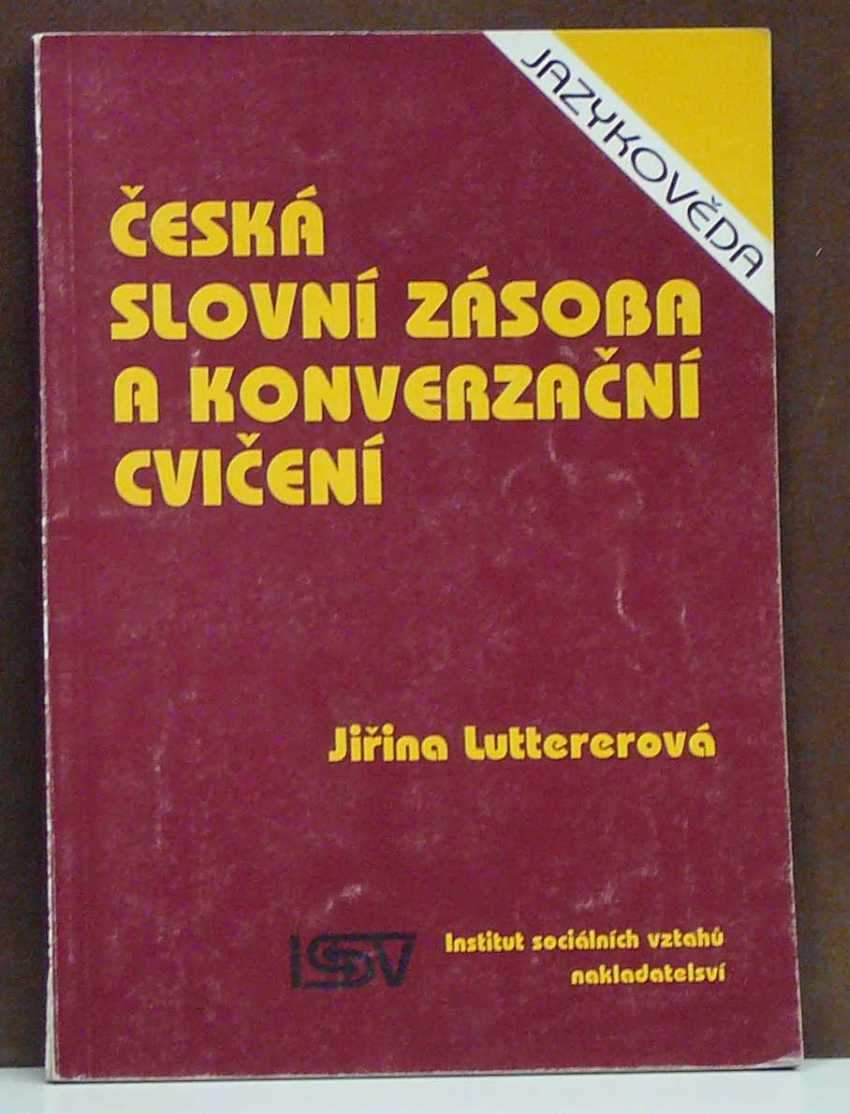 JAZYKOVĚDA
ČESKÁ
SLOVNÍ ZÁSOBA
A KONVERZAČNÍ
CVIČENÍ
Jiřina Luttererová
ISV
Institut sociálních vztahů
nakladatelsví